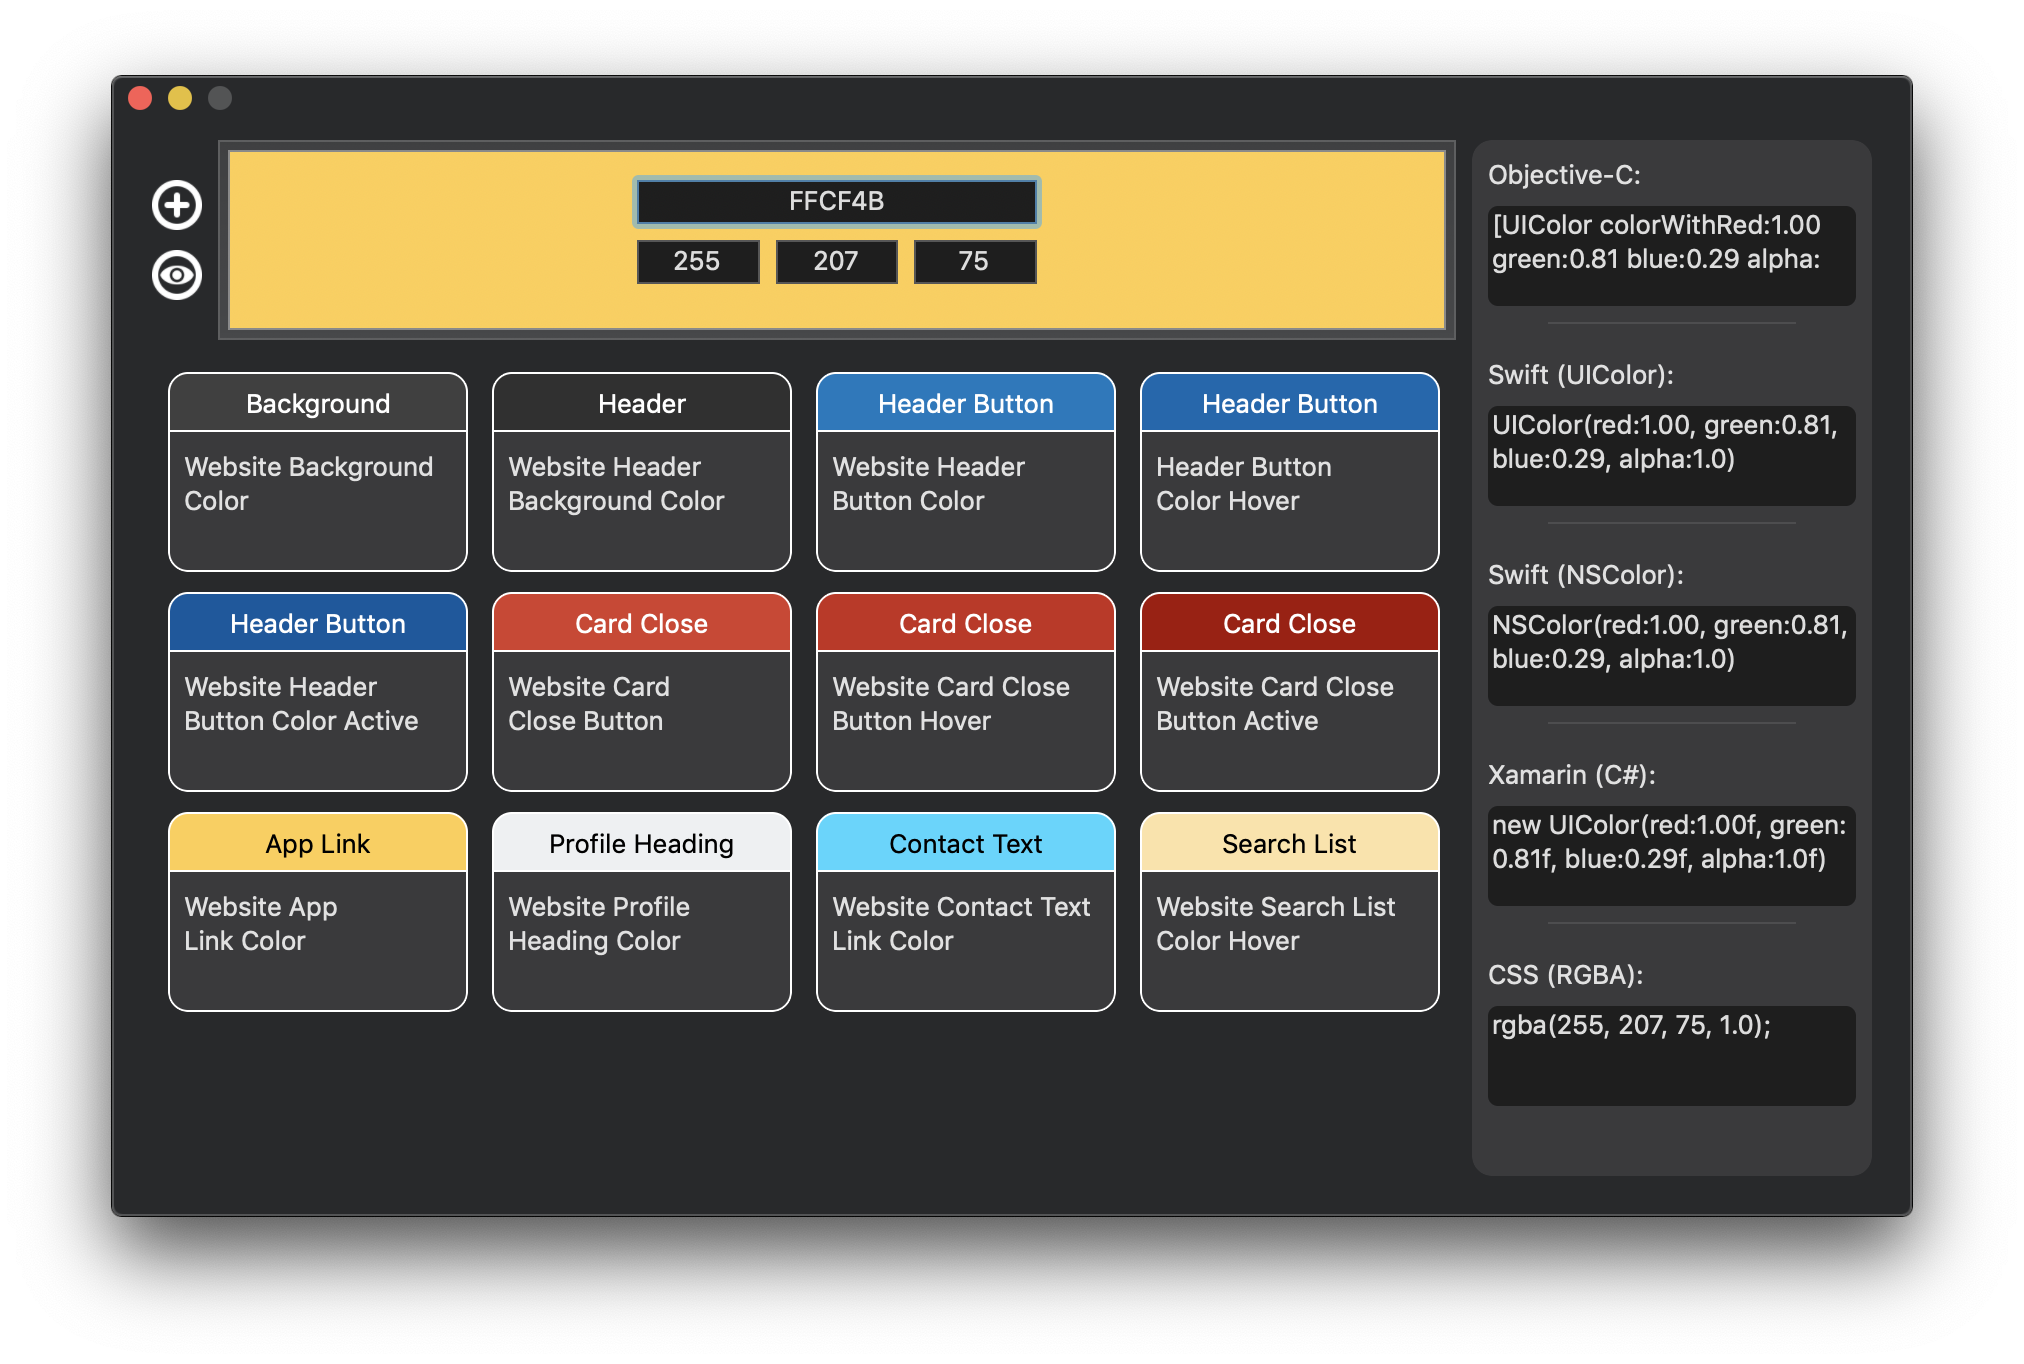 FFCF4B
255 207 75
Background
Website Background
Color
Header
Website Header
Background Color
Header Button
Website Header
Button Color
Header Button
Header Button
Color Hover
Header Button
Website Header
Button Color Active
Card Close
Website Card
Close Button
Card Close
Website Card Close
Button Hover
Card Close
Website Card Close
Button Active
App Link
Website App
Link Color
Profile Heading
Website Profile
Heading Color
Contact Text
Website Contact Text
Link Color
Search List
Website Search List
Color Hover
Objective-C:
[UIColor colorWithRed:1.00
green:0.81 blue:0.29 alpha:
Swift (UIColor):
UIColor(red:1.00, green:0.81,
blue:0.29, alpha:1.0)
Swift (NSColor):
NSColor(red:1.00, green:0.81,
blue:0.29, alpha:1.0)
Xamarin (C#):
new UIColor(red:1.00f, green:
0.81f, blue:0.29f, alpha:1.0f)
CSS (RGBA):
rgba(255, 207, 75, 1.0);